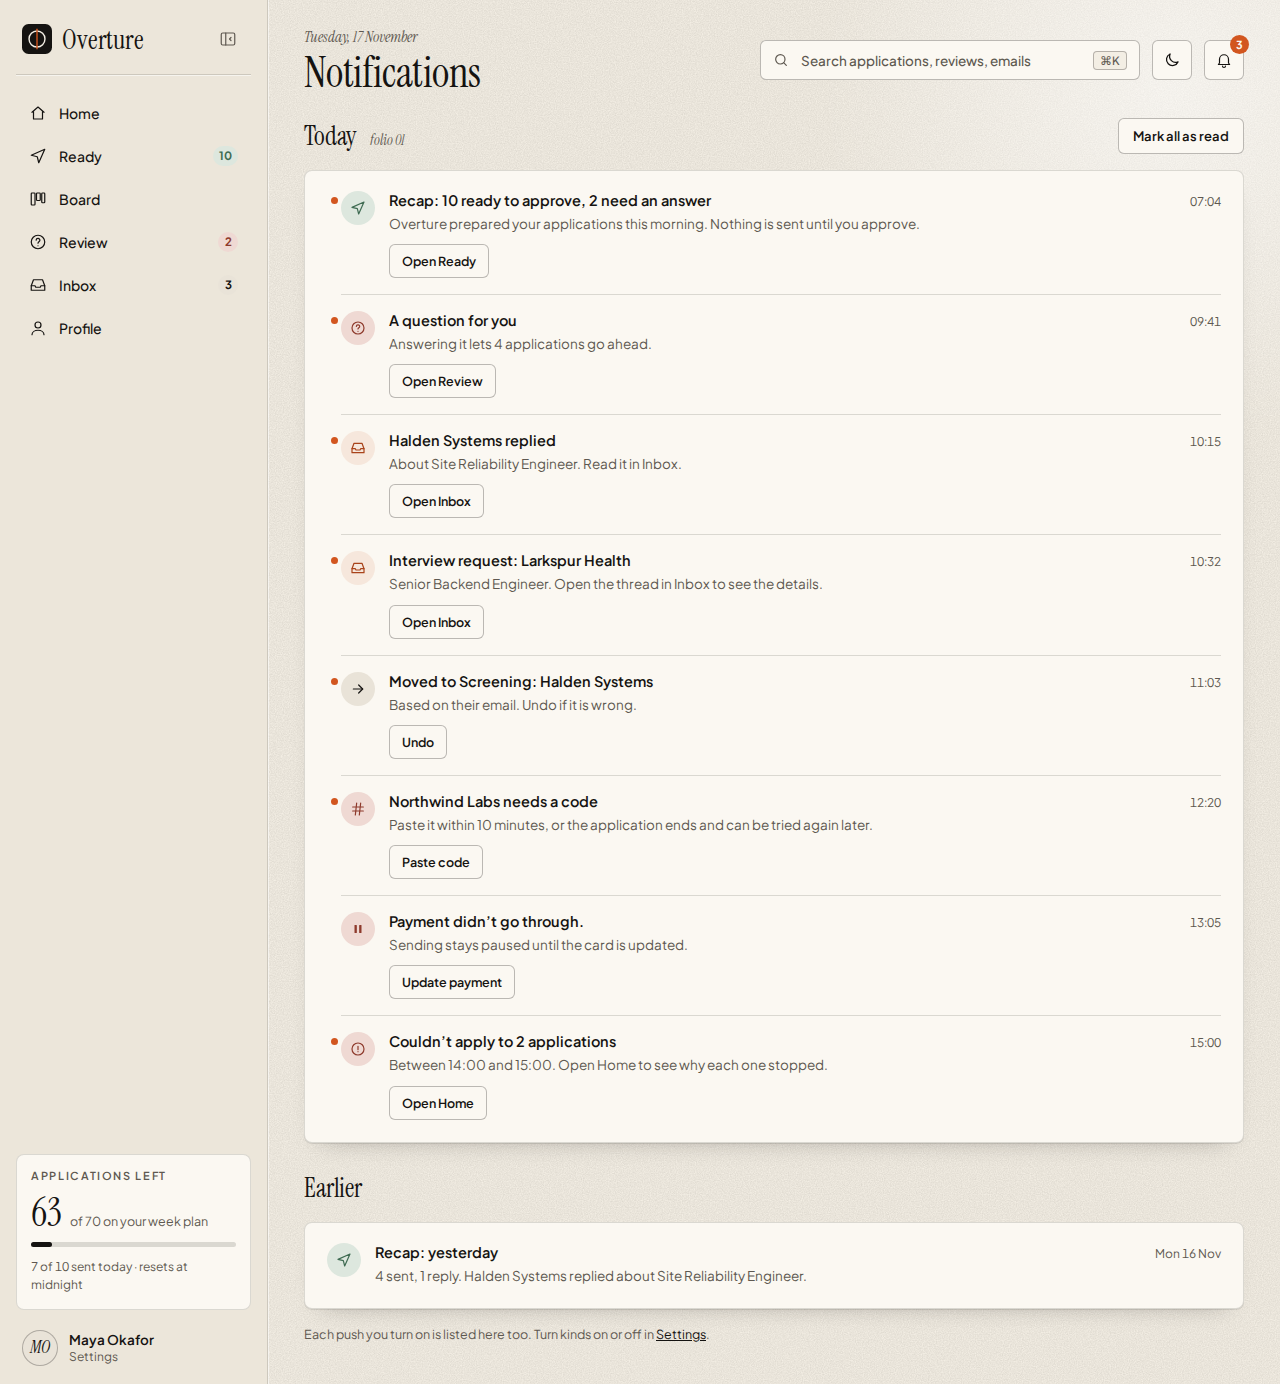 Overture
Home
Ready 10
Board
Review 2
Inbox 3
Profile
APPLICATIONS LEFT
63 of 70 on your week plan
7 of 10 sent today · resets at
midnight
MO
Maya Okafor
Settings
Tuesday, 17 November
Notifications
Search applications, reviews, emails ⌘K
3
Today folio 01
Mark all as read
Recap: 10 ready to approve, 2 need an answer 07:04
Overture prepared your applications this morning. Nothing is sent until you approve.
Open Ready
A question for you 09:41
Answering it lets 4 applications go ahead.
Open Review
Halden Systems replied 10:15
About Site Reliability Engineer. Read it in Inbox.
Open Inbox
Interview request: Larkspur Health 10:32
Senior Backend Engineer. Open the thread in Inbox to see the details.
Open Inbox
Moved to Screening: Halden Systems 11:03
Based on their email. Undo if it is wrong.
Undo
Northwind Labs needs a code 12:20
Paste it within 10 minutes, or the application ends and can be tried again later.
Paste code
Payment didn’t go through. 13:05
Sending stays paused until the card is updated.
Update payment
Couldn’t apply to 2 applications 15:00
Between 14:00 and 15:00. Open Home to see why each one stopped.
Open Home
Earlier
Recap: yesterday Mon 16 Nov
4 sent, 1 reply. Halden Systems replied about Site Reliability Engineer.
Each push you turn on is listed here too. Turn kinds on or off in Settings.